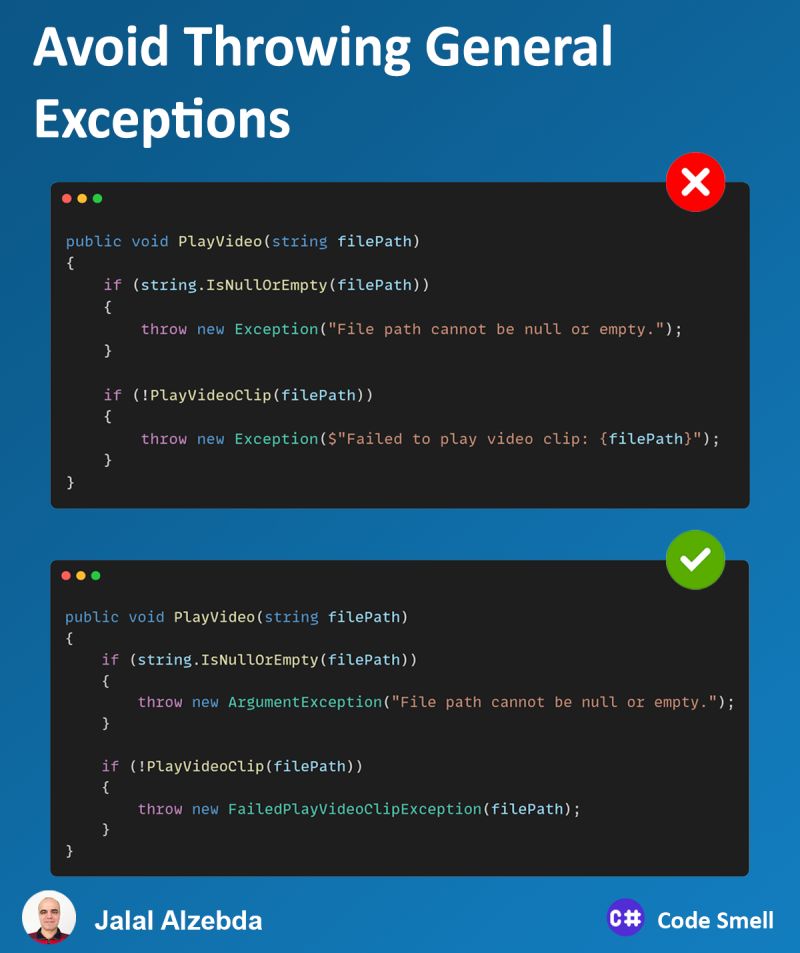 Avoid Throwing General
Exceptions
public void PlayVideo(string filePath)
{
    if (string.IsNullOrEmpty(filePath))
    {
        throw new Exception("File path cannot be null or empty.");
    }

    if (!PlayVideoClip(filePath))
    {
        throw new Exception($"Failed to play video clip: {filePath}");
    }
}
public void PlayVideo(string filePath)
{
    if (string.IsNullOrEmpty(filePath))
    {
        throw new ArgumentException("File path cannot be null or empty.");
    }

    if (!PlayVideoClip(filePath))
    {
        throw new FailedPlayVideoClipException(filePath);
    }
}
Jalal Alzebda
C# Code Smell